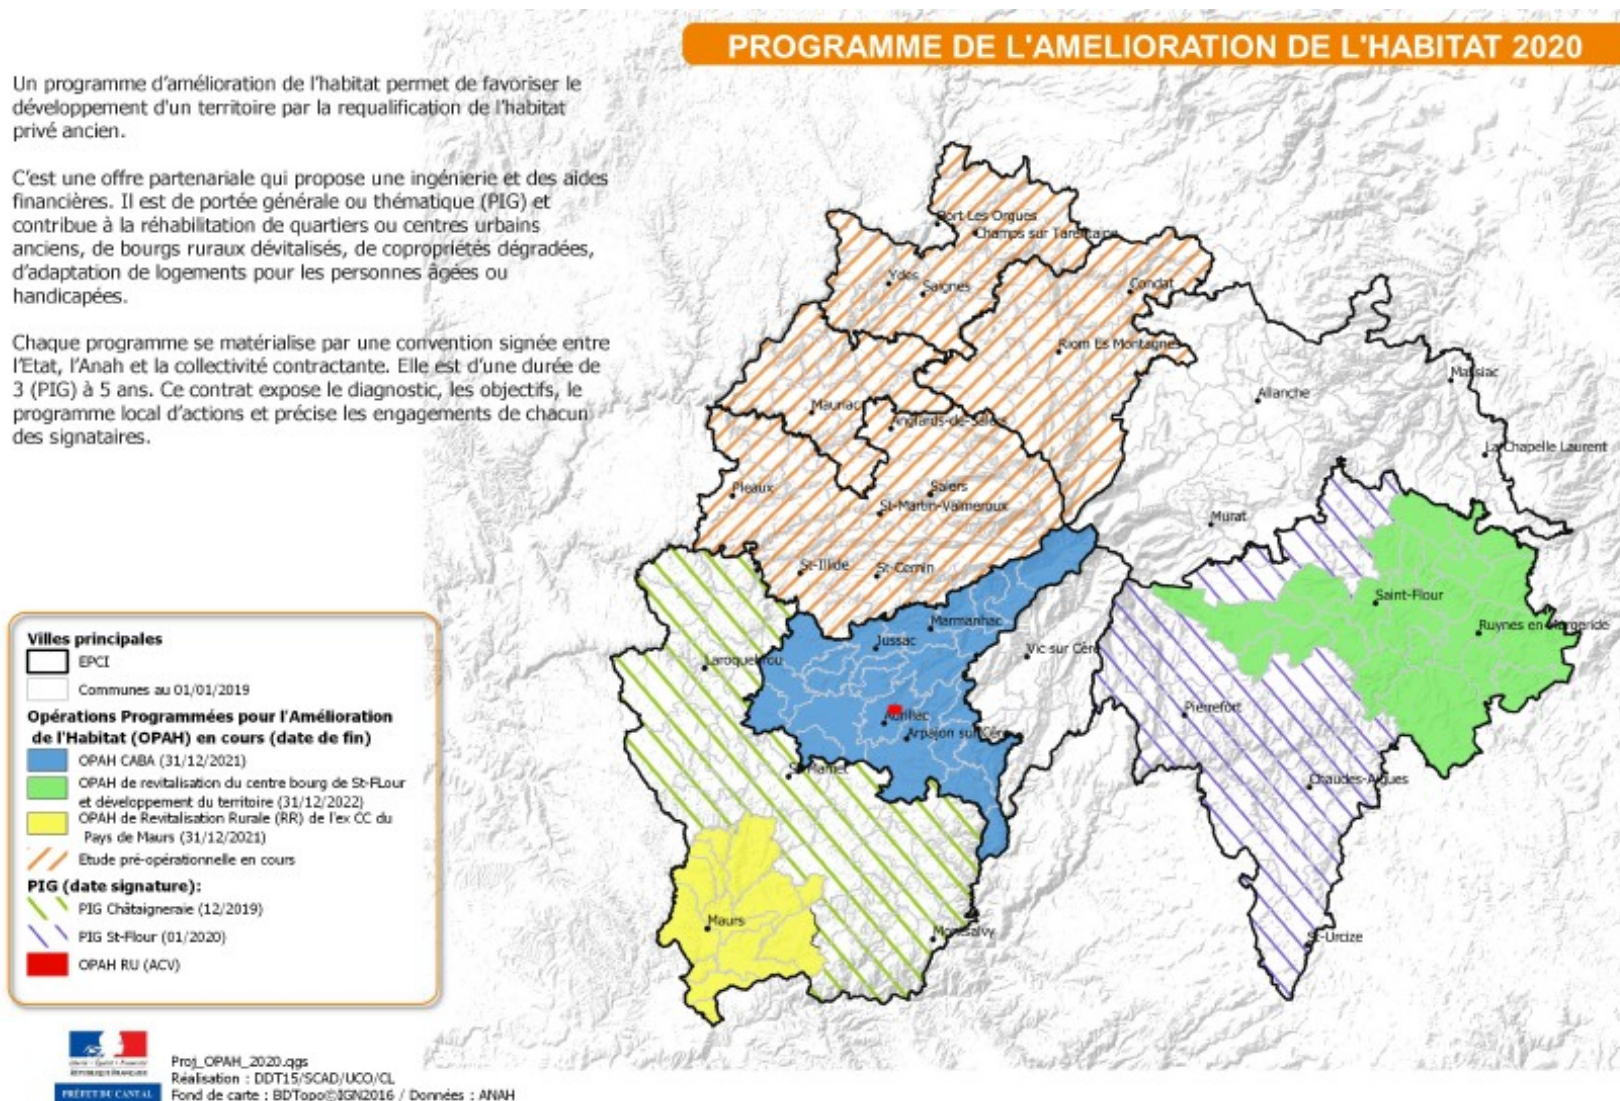 PROGRAMME DE L'AMELIORATION DE L'HABITAT 2020
Un programme d'amélioration de l'habitat permet de favoriser le
développement d'un territoire par la requalification de l'habitat
privé ancien.
C'est une offre partenariale qui propose une ingénierie et des aides
financières. Il est de portée générale ou thématique (PIG) et
contribue à la réhabilitation de quartiers ou centres urbains
anciens, de bourgs ruraux dévitalisés, de copropriétés dégradées,
d'adaptation de logements pour les personnes âgées ou
handicapées.
Chaque programme se matérialise par une convention signée entre
l'Etat, l'Anah et la collectivité contractante. Elle est d'une durée de
3 (PIG) à 5 ans. Ce contrat expose le diagnostic, les objectifs, le
programme local d'actions et précise les engagements de chacun
des signataires.
Bort Les Orgues
Champs sur Tarentaine
Ydes
Saignes
Condat
Riom Es Montagnes
Massiac
Allanche
Mauriac
Anglards-de-Salers
La Chapelle Laurent
Pleaux
Salers
St-Martin-Valmeroux
Murat
St-Illide
St-Cernin
Saint-Flour
Marmanhac
Ruynes en Margeride
Jussac
Vic sur Cère
Laroquebrou
Pierrefort
Aurillac
Arpajon sur Cère
St-Mamet
Chaudes-Aigues
Maurs
Montsalvy
St-Urcize
Villes principales
EPCI
Communes au 01/01/2019
Opérations Programmées pour l'Amélioration
de l'Habitat (OPAH) en cours (date de fin)
OPAH CABA (31/12/2021)
OPAH de revitalisation du centre bourg de St-FLour
et développement du territoire (31/12/2022)
OPAH de Revitalisation Rurale (RR) de l'ex CC du
Pays de Maurs (31/12/2021)
Etude pré-opérationnelle en cours
PIG (date signature):
PIG Châtaigneraie (12/2019)
PIG St-Flour (01/2020)
OPAH RU (ACV)
Liberté • Égalité • Fraternité
RÉPUBLIQUE FRANÇAISE
PRÉFET DU CANTAL
Proj_OPAH_2020.qgs
Réalisation : DDT15/SCAD/UCO/CL
Fond de carte : BDTopo©IGN2016 / Données : ANAH